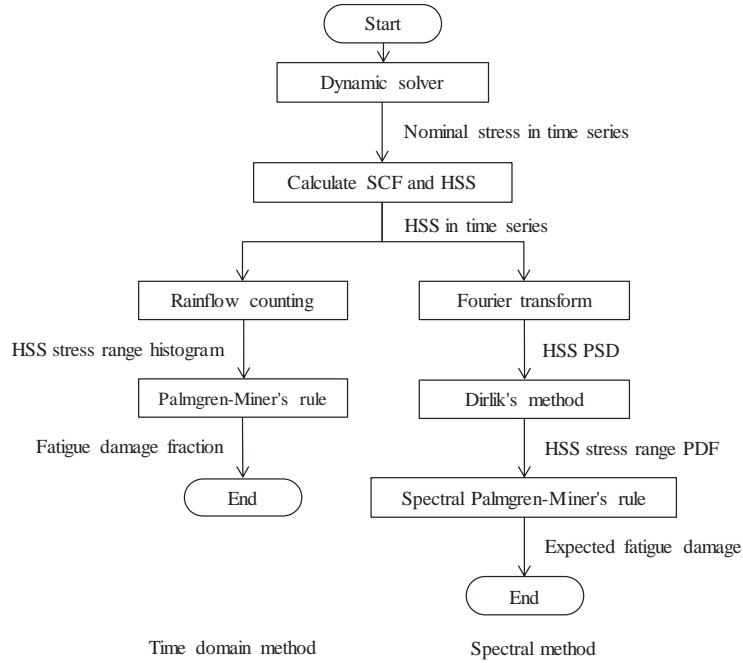 Start
Dynamic solver
Nominal stress in time series
Calculate SCF and HSS
HSS in time series
Rainflow counting
Fourier transform
HSS stress range histogram
HSS PSD
Palmgren-Miner's rule
Dirlik's method
Fatigue damage fraction
HSS stress range PDF
End
Spectral Palmgren-Miner's rule
Expected fatigue damage
End
Time domain method
Spectral method